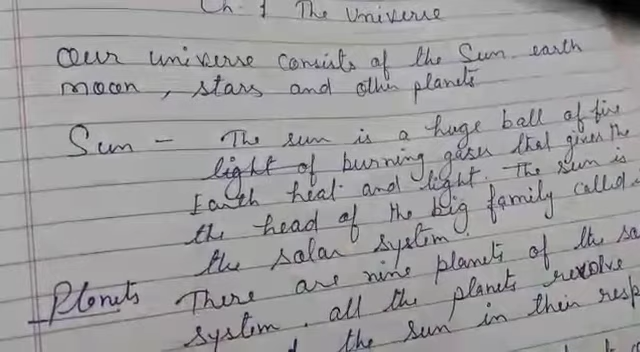 Ch. 1 The Universe
Our universe consists of the Sun earth
moon, stars and other planets
Sun - The sun is a huge ball of fire
light of burning gases that gives the
Earth heat and light. The sun is
the head of the big family called
the solar system.
Planets There are nine planets of the so
system. all the planets revolve
the sun in their resp